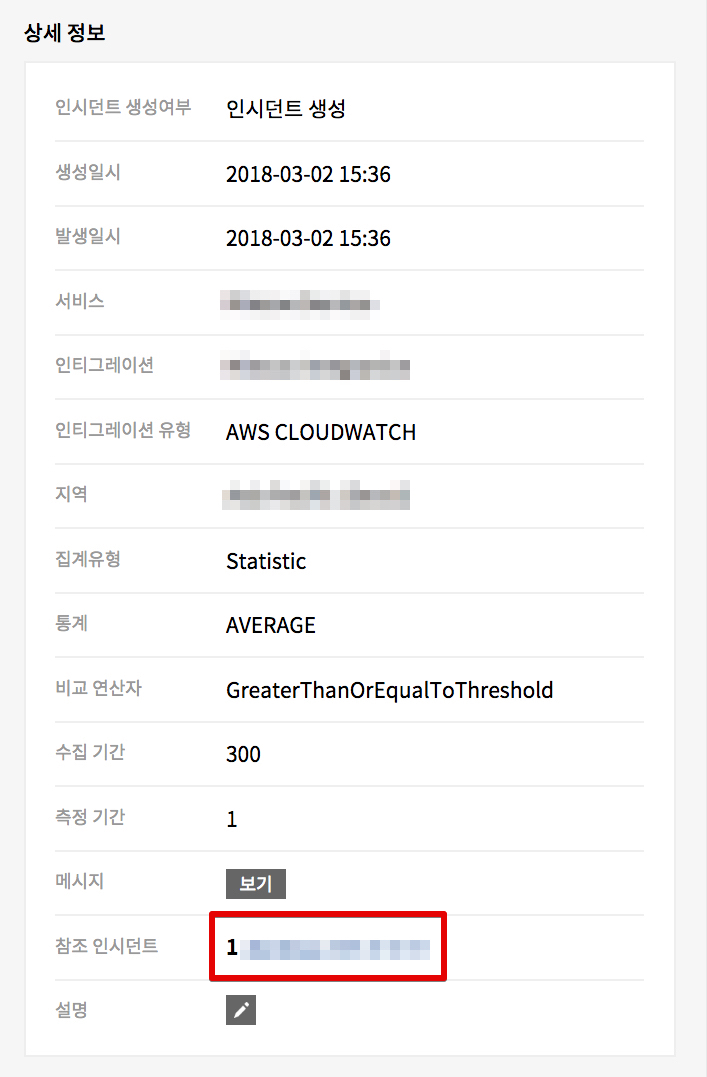 상세 정보
인시던트 생성여부 인시던트 생성
생성일시 2018-03-02 15:36
발생일시 2018-03-02 15:36
서비스
인티그레이션
인티그레이션 유형 AWS CLOUDWATCH
지역
집계유형 Statistic
통계 AVERAGE
비교 연산자 GreaterThanOrEqualToThreshold
수집 기간 300
측정 기간 1
메시지 보기
참조 인시던트 1
설명